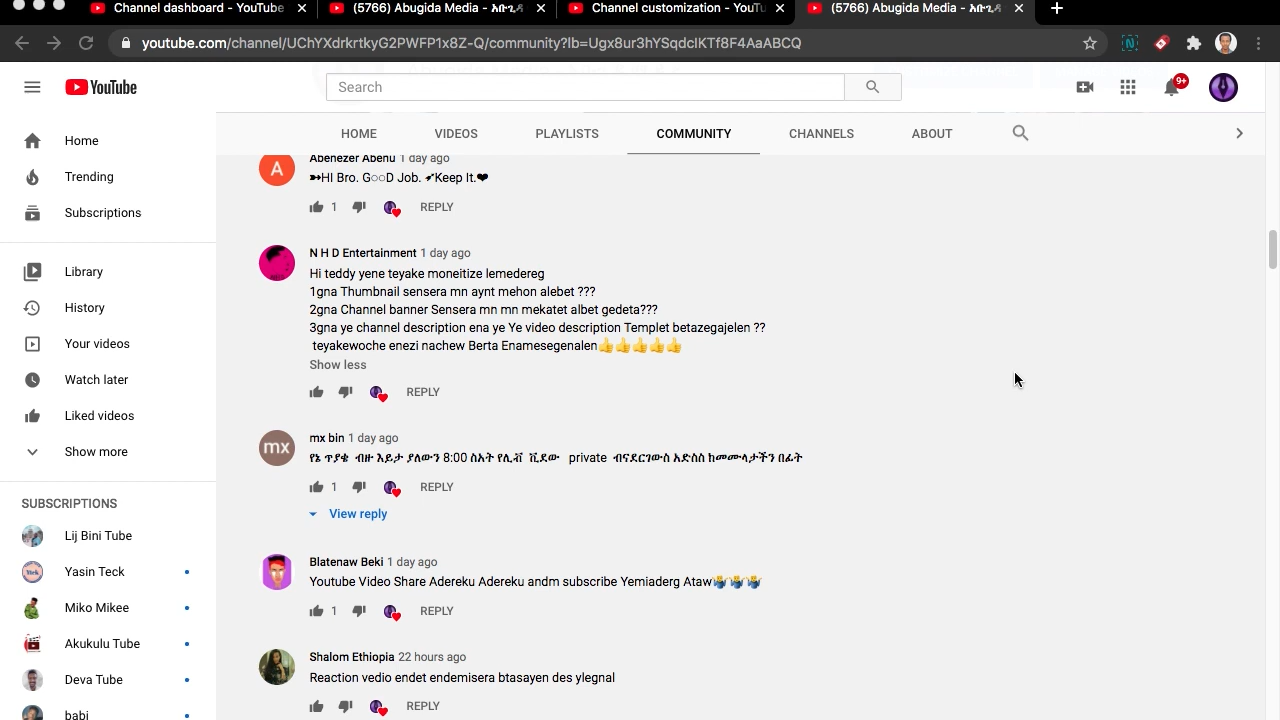 Channel dashboard - YouTube
(5766) Abugida Media - አቡጊዳ
Channel customization - YouTu
(5766) Abugida Media - አቡጊዳ
youtube.com/channel/UChYXdrkrtkyG2PWFP1x8Z-Q/community?lb=Ugx8ur3hYSqdclKTf8F4AaABCQ
YouTube
Search
9+
HOME VIDEOS PLAYLISTS COMMUNITY CHANNELS ABOUT
Home
Trending
Subscriptions
Library
History
Your videos
Watch later
Liked videos
Show more
SUBSCRIPTIONS
Lij Bini Tube
Yasin Teck
Miko Mikee
Akukulu Tube
Deva Tube
babi
A
Abenezer Abenu 1 day ago
➳HI Bro. G○○D Job. ➶Keep It.❤
1 REPLY
N H D Entertainment 1 day ago
Hi teddy yene teyake moneitize lemedereg
1gna Thumbnail sensera mn aynt mehon alebet ???
2gna Channel banner Sensera mn mn mekatet albet gedeta???
3gna ye channel description ena ye Ye video description Templet betazegajelen ??
teyakewoche enezi nachew Berta Enamesegenalen👍👍👍👍👍
Show less
REPLY
mx
mx bin 1 day ago
የኔ ጥያቄ ብዙ እይታ ያለውን 8:00 ስአት የሊቭ ቪደው private ብናደርገውስ አድስስ ከመሙላታችን በፊት
1 REPLY
View reply
Blatenaw Beki 1 day ago
Youtube Video Share Adereku Adereku andm subscribe Yemiaderg Ataw🤷🤷🤷
1 REPLY
Shalom Ethiopia 22 hours ago
Reaction vedio endet endemisera btasayen des ylegnal
REPLY